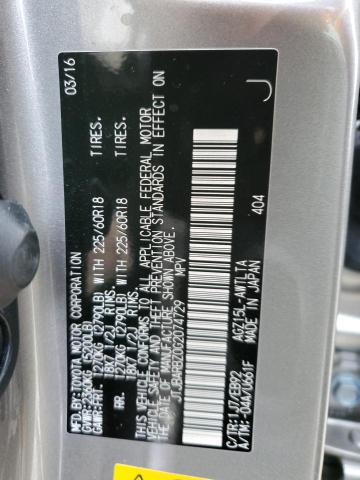 MFD.BY:TOYOTA MOTOR CORPORATION 03/16
GVWR:2360KG (5200LB)
GAWR:FRT. 1270KG (2790LB) WITH 225/60R18 TIRES.
18X7 1/2J RIMS.
RR. 1270KG (2790LB) WITH 225/60R18 TIRES.
18X7 1/2J RIMS.
THIS VEHICLE CONFORMS TO ALL APPLICABLE FEDERAL MOTOR
VEHICLE SAFETY AND THEFT PREVENTION STANDARDS IN
EFFECT ON THE DATE OF MANUFACTURE SHOWN ABOVE.
JTJBARBZ0G2074729 MPV
C/TR:1J7/EB92 AGZ15L-AWTLTA
A/TM:-04A/U661F MADE IN JAPAN 404
J